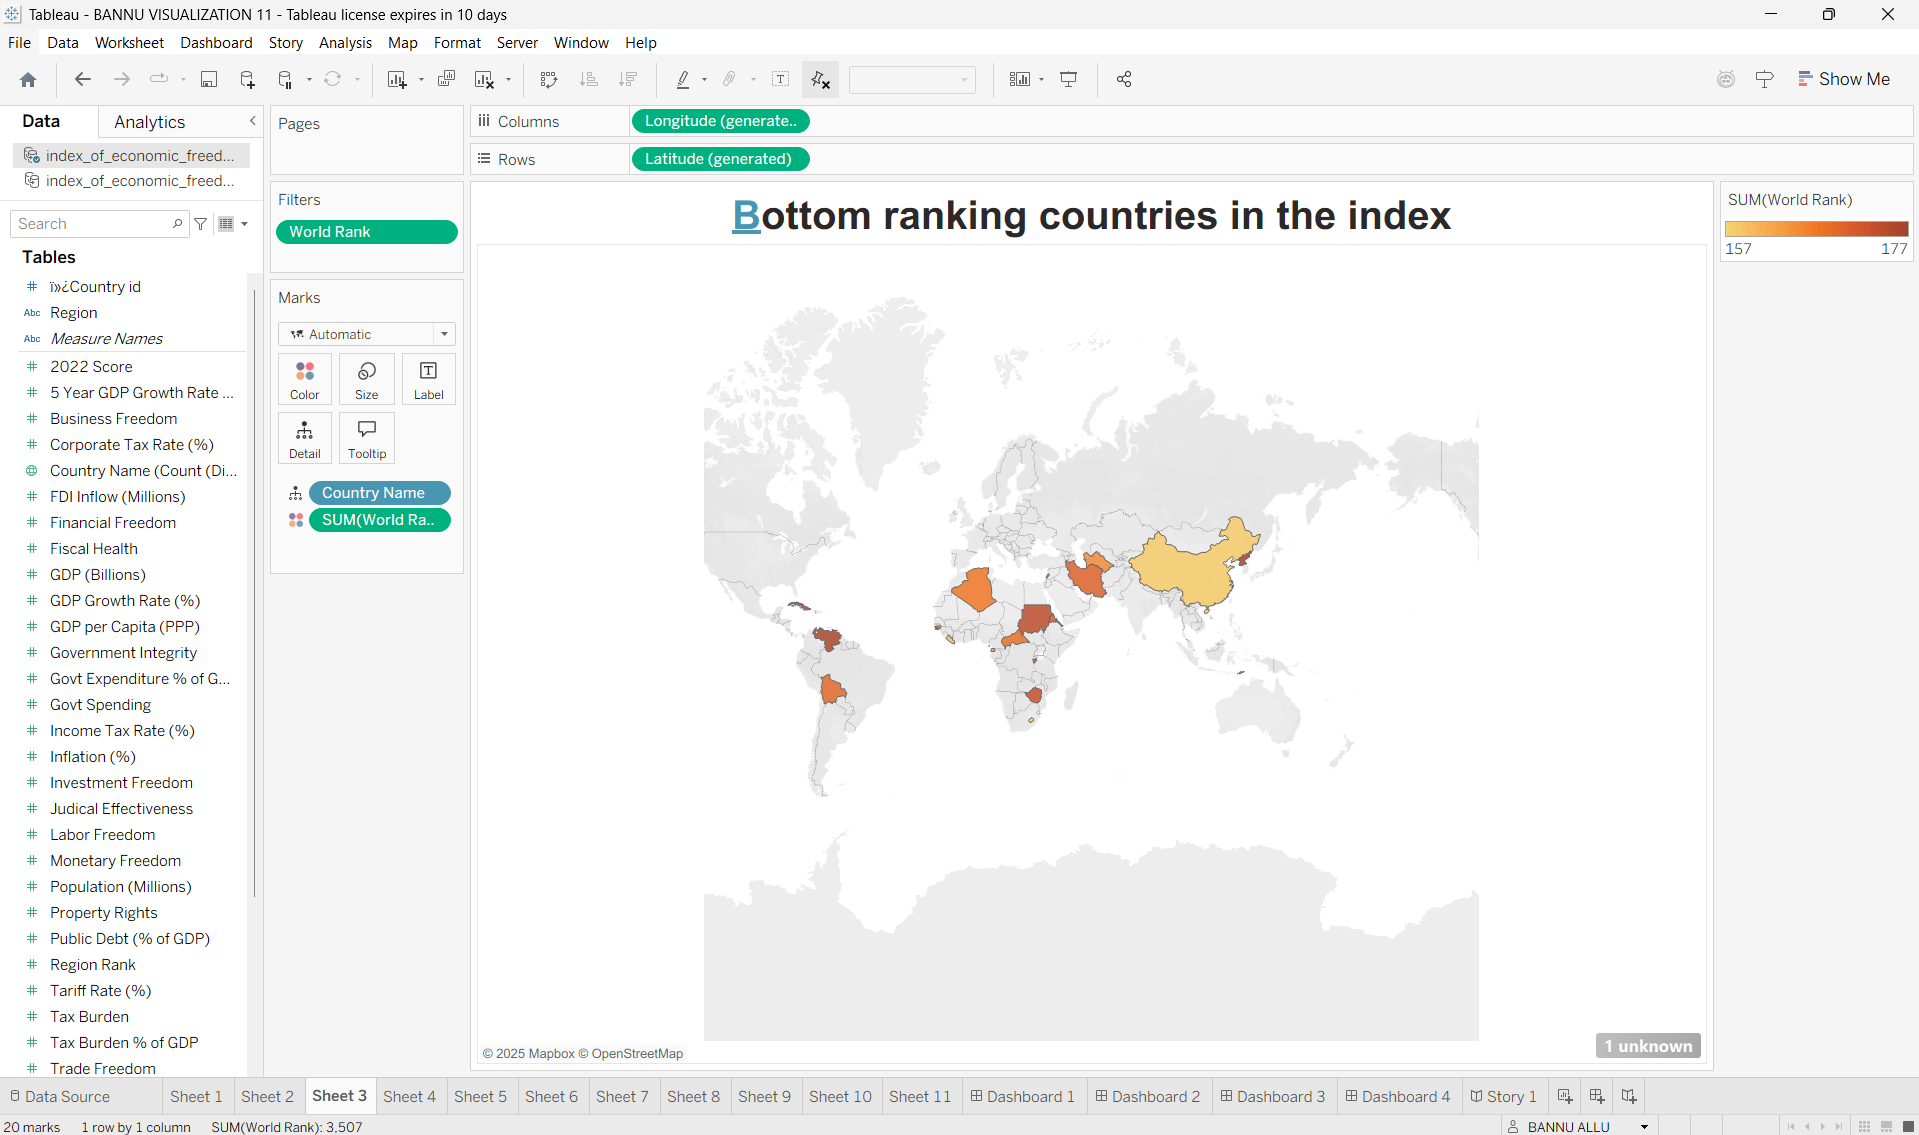 Tableau - BANNU VISUALIZATION 11 - Tableau license expires in 10 days
File Data Worksheet Dashboard Story Analysis Map Format Server Window Help
Show Me
Data Analytics
index_of_economic_freed...
index_of_economic_freed...
Search
Tables
ï»¿Country id
Abc Region
Abc Measure Names
2022 Score
5 Year GDP Growth Rate ...
Business Freedom
Corporate Tax Rate (%)
Country Name (Count (Di...
FDI Inflow (Millions)
Financial Freedom
Fiscal Health
GDP (Billions)
GDP Growth Rate (%)
GDP per Capita (PPP)
Government Integrity
Govt Expenditure % of G...
Govt Spending
Income Tax Rate (%)
Inflation (%)
Investment Freedom
Judical Effectiveness
Labor Freedom
Monetary Freedom
Population (Millions)
Property Rights
Public Debt (% of GDP)
Region Rank
Tariff Rate (%)
Tax Burden
Tax Burden % of GDP
Trade Freedom
Pages
Filters
World Rank
Marks
Automatic
Color Size Label
Detail Tooltip
Country Name
SUM(World Ra..
Columns Longitude (generate..
Rows Latitude (generated)
Bottom ranking countries in the index
© 2025 Mapbox © OpenStreetMap
1 unknown
SUM(World Rank)
157 177
Data Source Sheet 1 Sheet 2 Sheet 3 Sheet 4 Sheet 5 Sheet 6 Sheet 7 Sheet 8 Sheet 9 Sheet 10 Sheet 11 Dashboard 1 Dashboard 2 Dashboard 3 Dashboard 4 Story 1
20 marks 1 row by 1 column SUM(World Rank): 3,507 BANNU ALLU